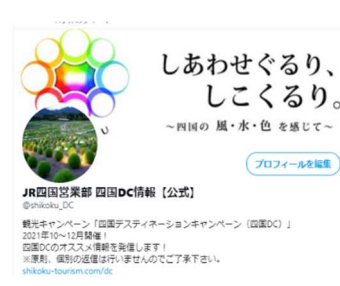 しあわせぐるり、
しこくるり。
～四国の 風・水・色 を感じて～
プロフィールを編集
JR四国営業部 四国DC情報【公式】
@shikoku_DC
観光キャンペーン「四国デスティネーションキャンペーン（四国DC）」
2021年10～12月開催！
四国DCのオススメ情報を発信します！
※原則、個別の返信は行いませんのでご了承下さい。
shikoku-tourism.com/dc